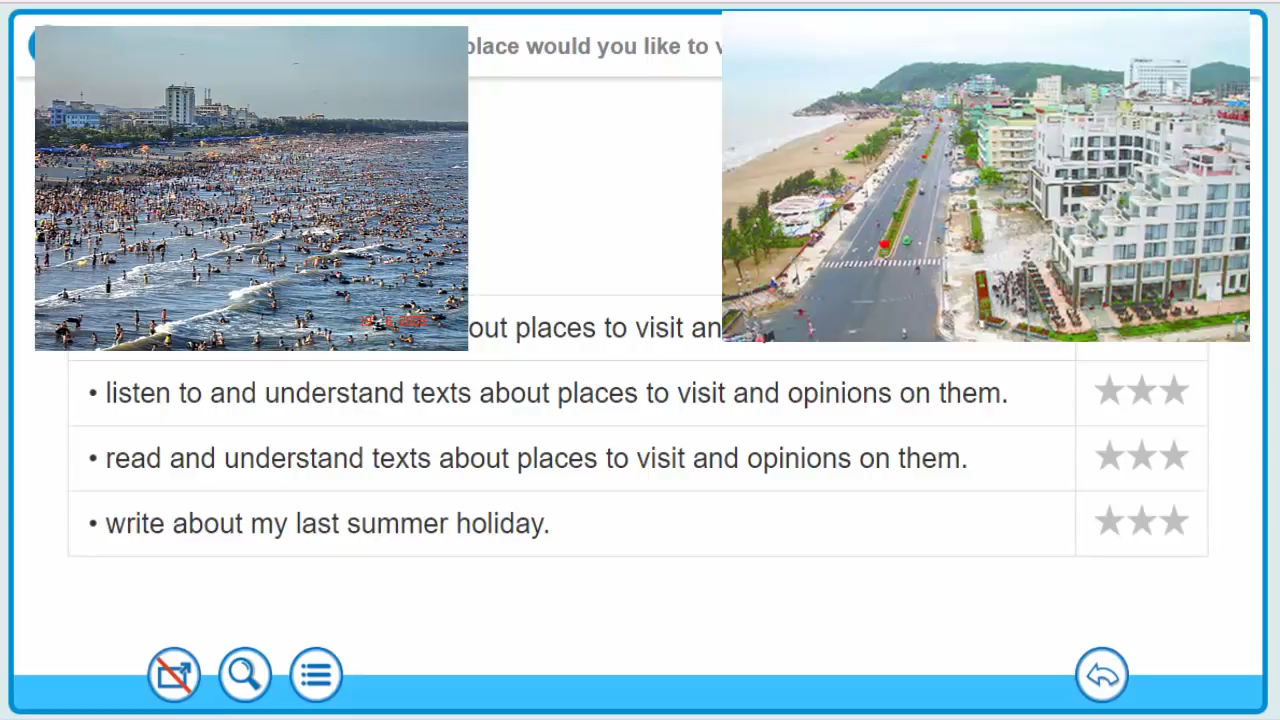 place would you like to
out places to visit an
• listen to and understand texts about places to visit and opinions on them.
• read and understand texts about places to visit and opinions on them.
• write about my last summer holiday.